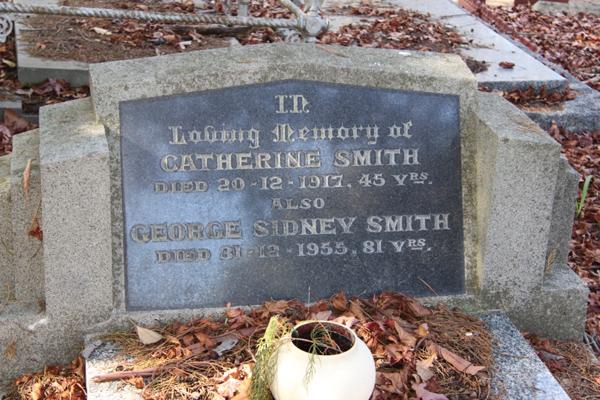 In
Loving Memory of
CATHERINE SMITH
DIED 20-12-1917, 45 YRS.
ALSO
GEORGE SIDNEY SMITH
DIED 31-12-1955, 81 YRS.